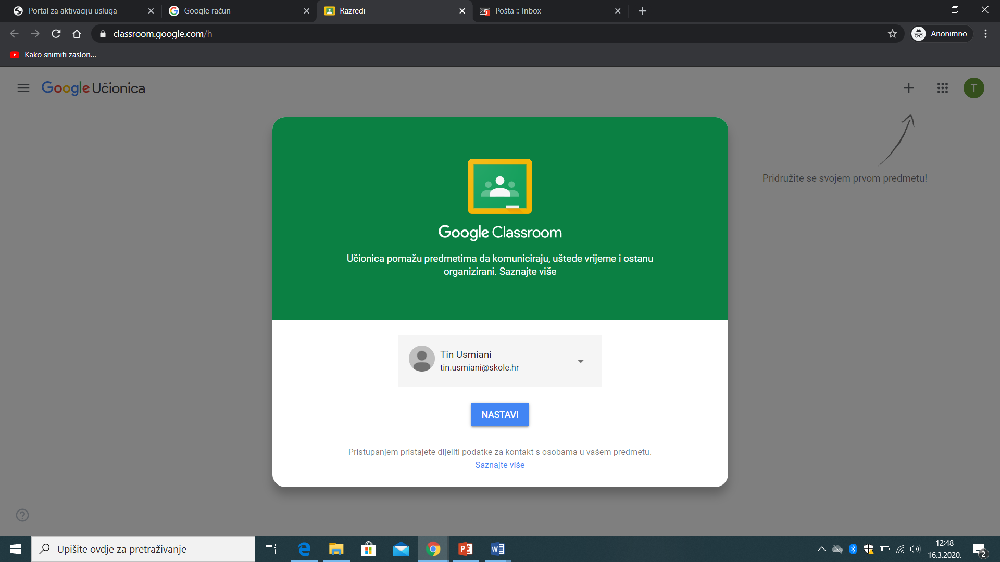 Portal za aktivaciju usluga
Google račun
Razredi
Pošta :: Inbox
classroom.google.com/h
Anonimno
Kako snimiti zaslon...
Google Učionica
T
Pridružite se svojem prvom predmetu!
Google Classroom
Učionica pomažu predmetima da komuniciraju, uštede vrijeme i ostanu
organizirani. Saznajte više
Tin Usmiani
tin.usmiani@skole.hr
NASTAVI
Pristupanjem pristajete dijeliti podatke za kontakt s osobama u vašem predmetu.
Saznajte više
Upišite ovdje za pretraživanje
12:48
16.3.2020.
2